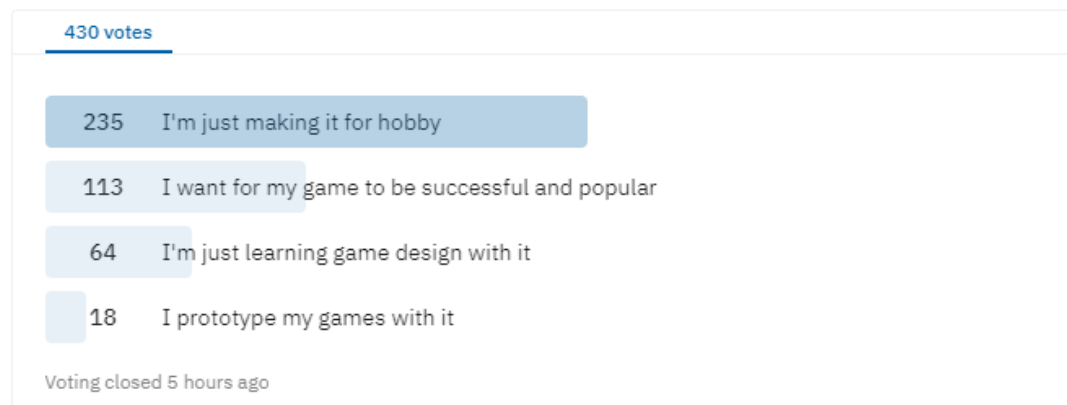 430 votes
235 I'm just making it for hobby
113 I want for my game to be successful and popular
64 I'm just learning game design with it
18 I prototype my games with it
Voting closed 5 hours ago